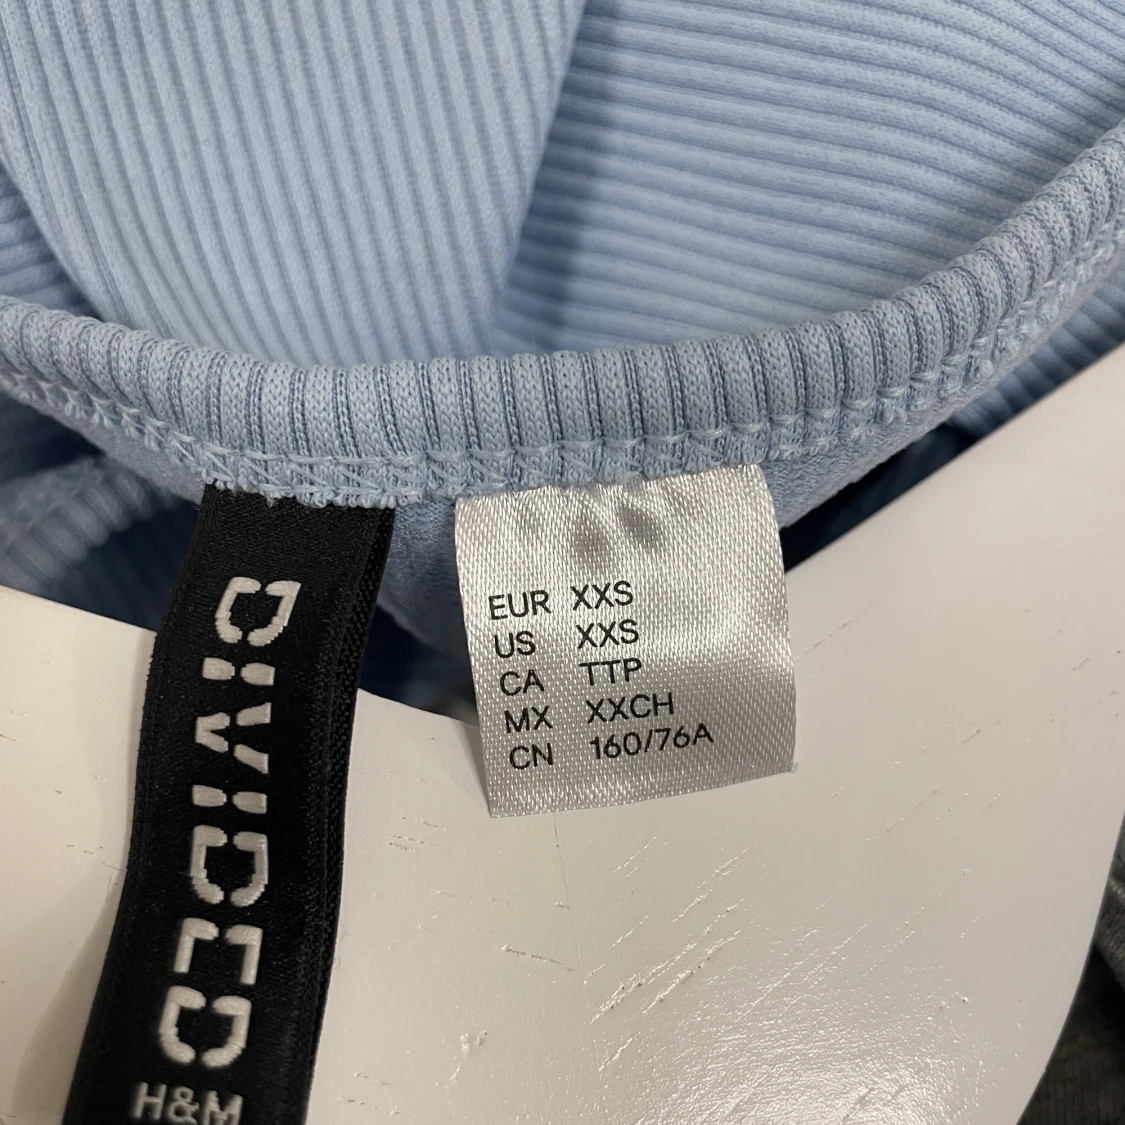 DIVIDED
H&M
EUR XXS
US XXS
CA TTP
MX XXCH
CN 160/76A